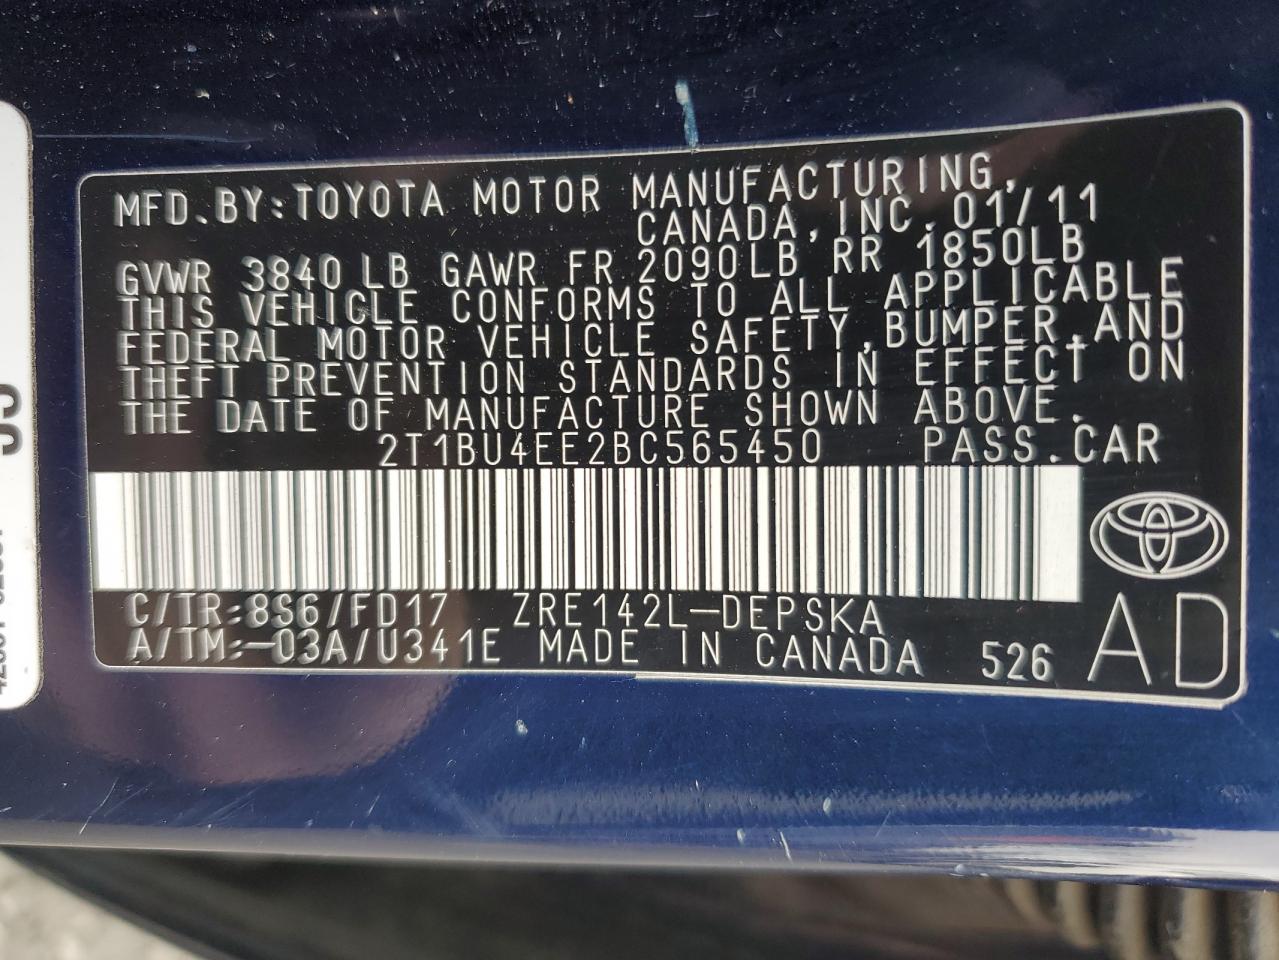 MFD.BY:TOYOTA MOTOR MANUFACTURING,
CANADA,INC.01/11
GVWR 3840 LB GAWR FR 2090LB RR 1850LB
THIS VEHICLE CONFORMS TO ALL APPLICABLE
FEDERAL MOTOR VEHICLE SAFETY,BUMPER,AND
THEFT PREVENTION STANDARDS IN EFFECT ON
THE DATE OF MANUFACTURE SHOWN ABOVE.
2T1BU4EE2BC565450 PASS.CAR
C/TR:8S6/FD17 ZRE142L-DEPSKA
A/TM:-03A/U341E MADE IN CANADA 526
AD